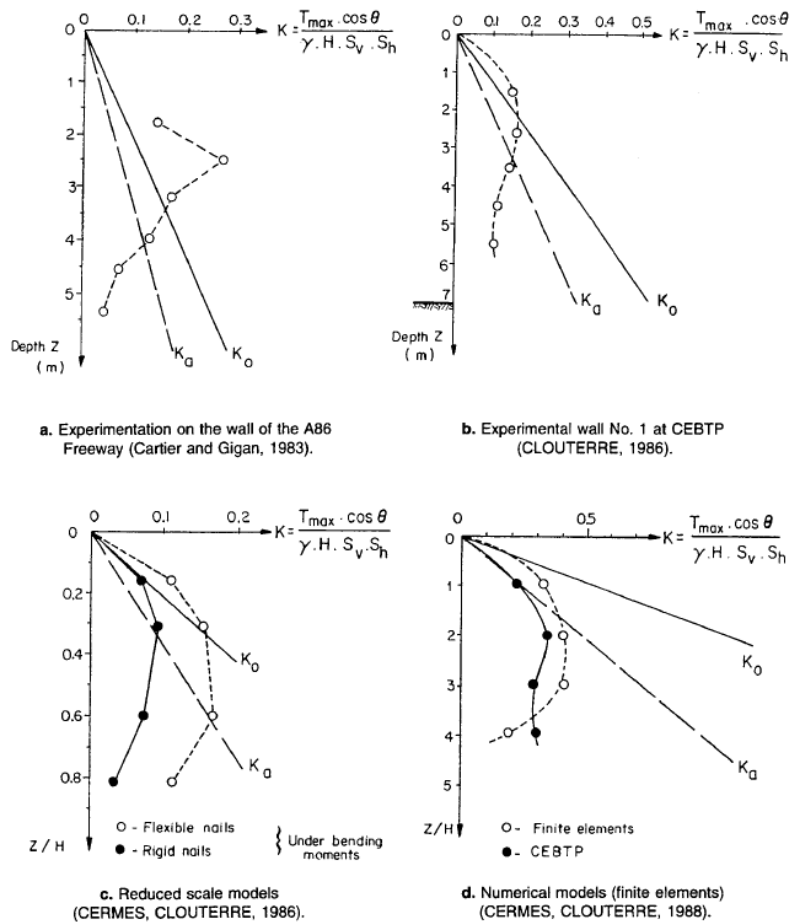 0 0.1 0.2 0.3
K = Tmax · cos θ
γ . H . Sv . Sh
0
1
2
3
4
5
Depth Z
(m)
Ka
Ko
a. Experimentation on the wall of the A86
Freeway (Cartier and Gigan, 1983).
0 0.1 0.2 0.3 0.4 0.5
K = Tmax · cos θ
γ . H . Sv . Sh
0
1
2
3
4
5
6
7
Depth Z
(m)
Ka
Ko
b. Experimental wall No. 1 at CEBTP
(CLOUTERRE, 1986).
0 0.1 0.2
K = Tmax · cos θ
γ . H . Sv . Sh
0
0.2
0.4
0.6
0.8
Z / H
Ko
Ka
O - Flexible nails
● - Rigid nails
Under bending
moments
c. Reduced scale models
(CERMES, CLOUTERRE, 1986).
0 0.5
K = Tmax · cos θ
γ . H . Sv . Sh
0
1
2
3
4
5
Z/H
Ko
Ka
O - Finite elements
● - CEBTP
d. Numerical models (finite elements)
(CERMES, CLOUTERRE, 1988).